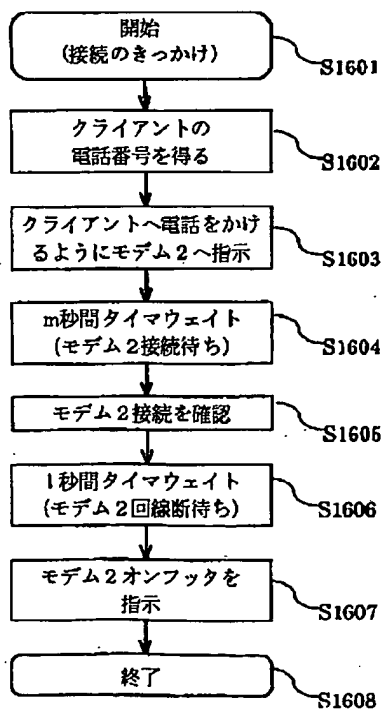 開始
(接続のきっかけ)
S1601
クライアントの
電話番号を得る
S1602
クライアントへ電話をかけ
るようにモデム2へ指示
S1603
m秒間タイマウェイト
(モデム2接続待ち)
S1604
モデム2接続を確認
S1605
l秒間タイマウェイト
(モデム2回線断待ち)
S1606
モデム2オンフッタを
指示
S1607
終了
S1608